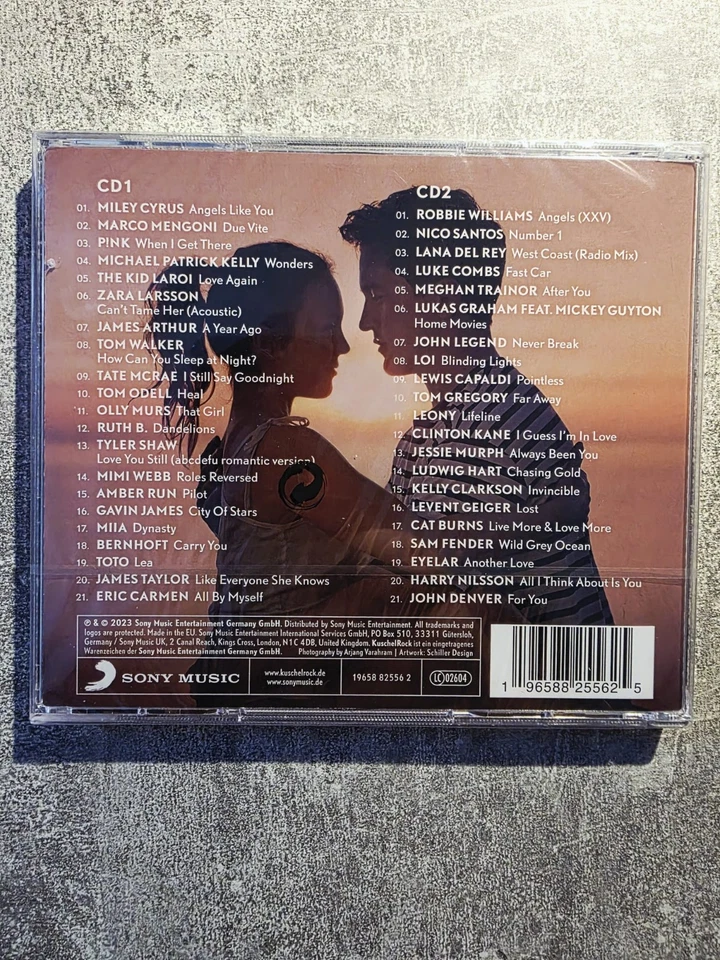 CD1
01. MILEY CYRUS Angels Like You
02. MARCO MENGONI Due Vite
03. P!NK When I Get There
04. MICHAEL PATRICK KELLY Wonders
05. THE KID LAROI Love Again
06. ZARA LARSSON
Can't Tame Her (Acoustic)
07. JAMES ARTHUR A Year Ago
08. TOM WALKER
How Can You Sleep at Night?
09. TATE MCRAE I Still Say Goodnight
10. TOM ODELL Heal
11. OLLY MURS That Girl
12. RUTH B. Dandelions
13. TYLER SHAW
Love You Still (abcdefu romantic version)
14. MIMI WEBB Roles Reversed
15. AMBER RUN Pilot
16. GAVIN JAMES City Of Stars
17. MIIA Dynasty
18. BERNHOFT Carry You
19. TOTO Lea
20. JAMES TAYLOR Like Everyone She Knows
21. ERIC CARMEN All By Myself
CD2
01. ROBBIE WILLIAMS Angels (XXV)
02. NICO SANTOS Number 1
03. LANA DEL REY West Coast (Radio Mix)
04. LUKE COMBS Fast Car
05. MEGHAN TRAINOR After You
06. LUKAS GRAHAM FEAT. MICKEY GUYTON
Home Movies
07. JOHN LEGEND Never Break
08. LOI Blinding Lights
09. LEWIS CAPALDI Pointless
10. TOM GREGORY Far Away
11. LEONY Lifeline
12. CLINTON KANE I Guess I'm In Love
13. JESSIE MURPH Always Been You
14. LUDWIG HART Chasing Gold
15. KELLY CLARKSON Invincible
16. LEVENT GEIGER Lost
17. CAT BURNS Live More & Love More
18. SAM FENDER Wild Grey Ocean
19. EYELAR Another Love
20. HARRY NILSSON All I Think About Is You
21. JOHN DENVER For You
℗ & © 2023 Sony Music Entertainment Germany GmbH. Distributed by Sony Music Entertainment. All trademarks and
logos are protected. Made in the EU. Sony Music Entertainment International Services GmbH, PO Box 510, 33311 Gütersloh,
Germany / Sony Music UK, 2 Canal Reach, Kings Cross, London, N1C 4DB, United Kingdom. KuschelRock ist ein eingetragenes
Warenzeichen der Sony Music Entertainment Germany GmbH. Photography by Arjang Yarahram | Artwork: Schiller Design
SONY MUSIC
www.kuschelrock.de
www.sonymusic.de
19658 82556 2
LC 02604
1 96588 25562 5